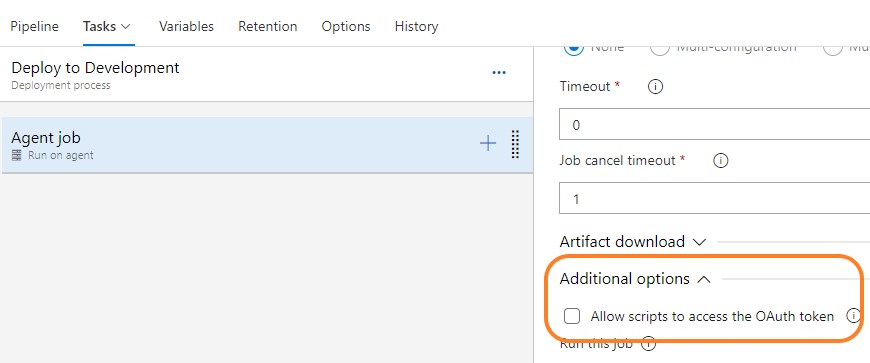 Pipeline Tasks Variables Retention Options History
Deploy to Development
Deployment process
Agent job
Run on agent
None Multi-configuration Mu
Timeout *
0
Job cancel timeout *
1
Artifact download
Additional options
Allow scripts to access the OAuth token
Run this job